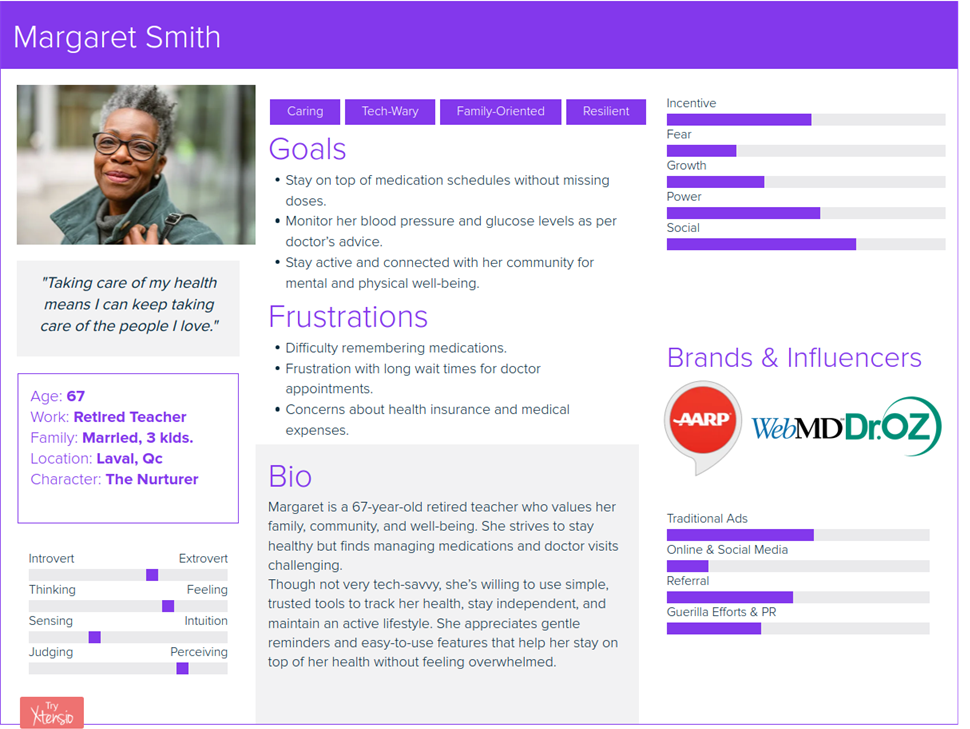 Margaret Smith
"Taking care of my health
means I can keep taking
care of the people I love."
Age: 67
Work: Retired Teacher
Family: Married, 3 kids.
Location: Laval, Qc
Character: The Nurturer
Introvert Extrovert
Thinking Feeling
Sensing Intuition
Judging Perceiving
Try
Xtensio
Caring Tech-Wary Family-Oriented Resilient
Goals
• Stay on top of medication schedules without missing
doses.
• Monitor her blood pressure and glucose levels as per
doctor's advice.
• Stay active and connected with her community for
mental and physical well-being.
Frustrations
• Difficulty remembering medications.
• Frustration with long wait times for doctor
appointments.
• Concerns about health insurance and medical
expenses.
Bio
Margaret is a 67-year-old retired teacher who values her
family, community, and well-being. She strives to stay
healthy but finds managing medications and doctor visits
challenging.
Though not very tech-savvy, she's willing to use simple,
trusted tools to track her health, stay independent, and
maintain an active lifestyle. She appreciates gentle
reminders and easy-to-use features that help her stay on
top of her health without feeling overwhelmed.
Incentive
Fear
Growth
Power
Social
Brands & Influencers
AARP WebMD Dr.OZ
Traditional Ads
Online & Social Media
Referral
Guerilla Efforts & PR